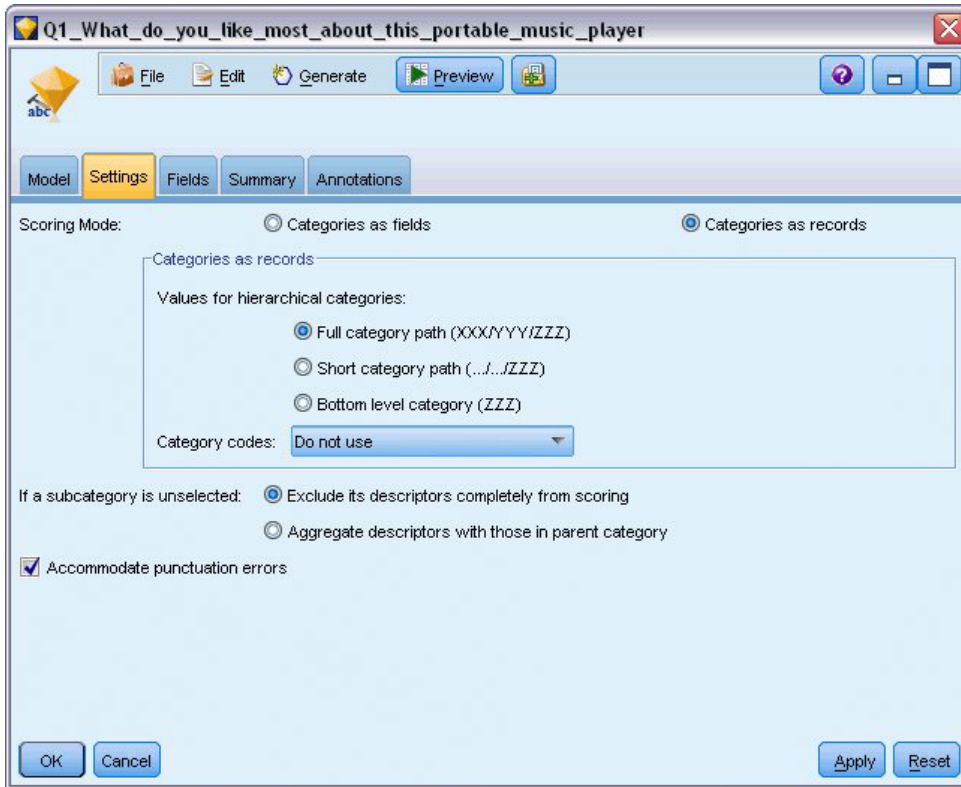 Q1_What_do_you_like_most_about_this_portable_music_player
File Edit Generate Preview
abc
Model Settings Fields Summary Annotations
Scoring Mode: Categories as fields Categories as records
Categories as records
Values for hierarchical categories:
Full category path (XXX/YYY/ZZZ)
Short category path (.../.../ZZZ)
Bottom level category (ZZZ)
Category codes: Do not use
If a subcategory is unselected: Exclude its descriptors completely from scoring
Aggregate descriptors with those in parent category
Accommodate punctuation errors
OK Cancel Apply Reset